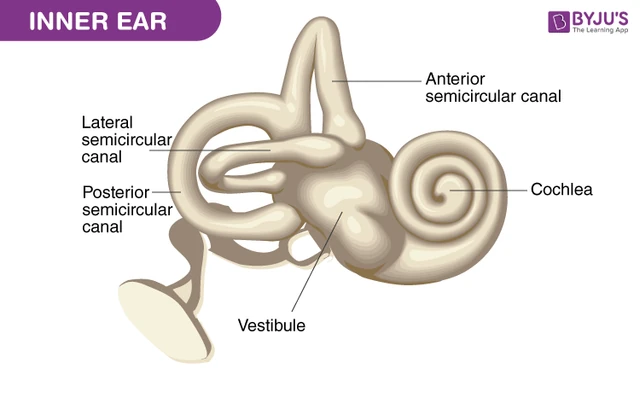 INNER EAR
BYJU'S
The Learning App
Anterior
semicircular canal
Lateral
semicircular
canal
Posterior
semicircular
canal
Cochlea
Vestibule